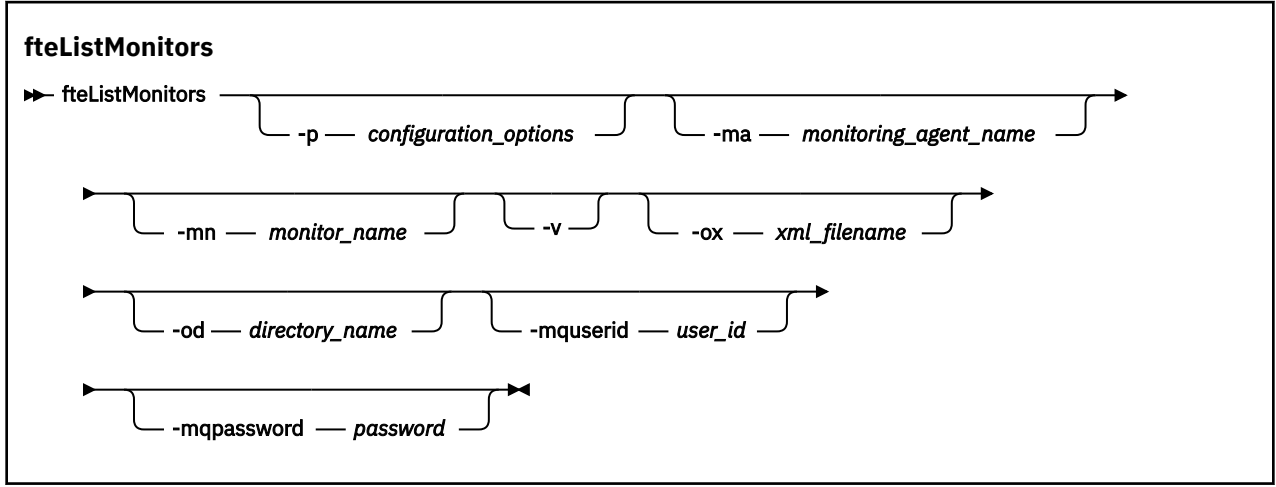 fteListMonitors
fteListMonitors
-p configuration_options -ma monitoring_agent_name
-mn monitor_name -v -ox xml_filename
-od directory_name -mquserid user_id
-mqpassword password